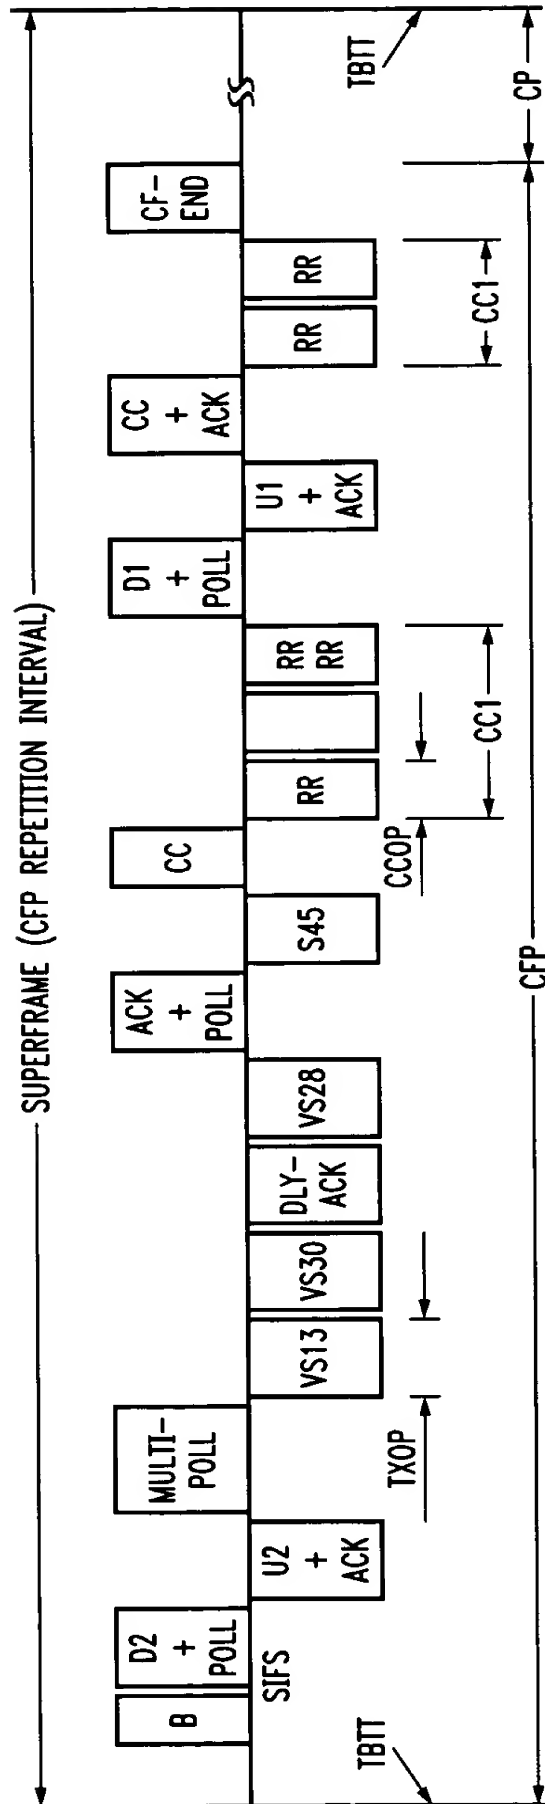 SUPERFRAME (CFP REPETITION INTERVAL)
B
D2
+
POLL
MULTI-
POLL
ACK
+
POLL
CC
D1
+
POLL
CC
+
ACK
CF-
END
SIFS
U2
+
ACK
VS13
VS30
DLY-
ACK
VS28
S45
RR
RR
RR
U1
+
ACK
RR
RR
TBTT
TXOP
CCOP
CC1
CC1
TBTT
CFP
CP